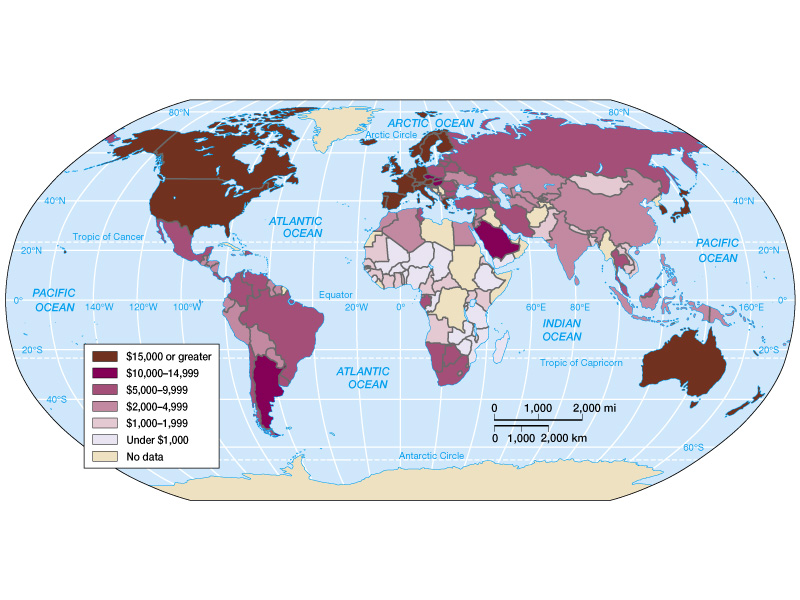 80°N
80°N
ARCTIC OCEAN
Arctic Circle
40°N
40°N
ATLANTIC
OCEAN
Tropic of Cancer
20°N
20°N
PACIFIC
OCEAN
PACIFIC
OCEAN
0°
140°W
120°W
100°W
Equator
20°W
0°
60°E
80°E
160°E
0°
INDIAN
OCEAN
20°S
20°S
Tropic of Capricorn
ATLANTIC
OCEAN
40°S
$15,000 or greater
$10,000–14,999
$5,000–9,999
$2,000–4,999
$1,000–1,999
Under $1,000
No data
0 1,000 2,000 mi
0 1,000 2,000 km
60°S
Antarctic Circle